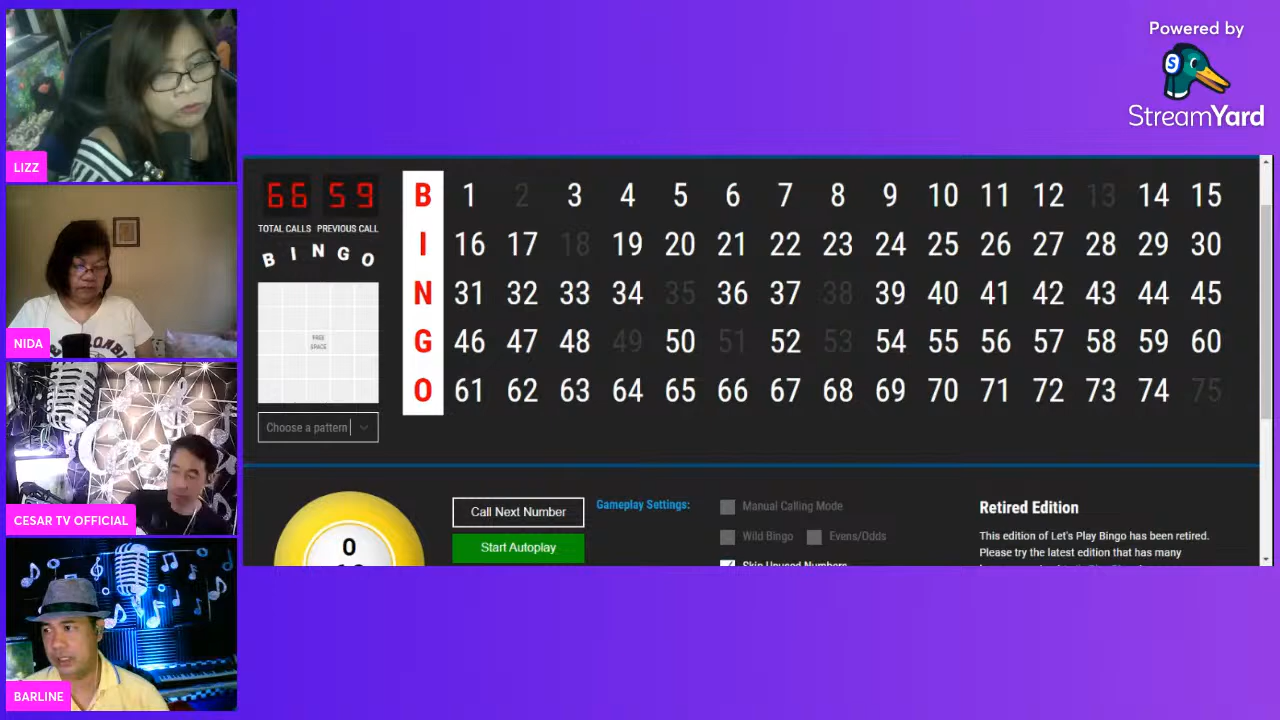 Powered by
StreamYard
LIZZ
NIDA
CESAR TV OFFICIAL
BARLINE
66 59
TOTAL CALLS PREVIOUS CALL
B I N G O
FREE
SPACE
Choose a pattern
B 1 2 3 4 5 6 7 8 9 10 11 12 13 14 15
I 16 17 18 19 20 21 22 23 24 25 26 27 28 29 30
N 31 32 33 34 35 36 37 38 39 40 41 42 43 44 45
G 46 47 48 49 50 51 52 53 54 55 56 57 58 59 60
O 61 62 63 64 65 66 67 68 69 70 71 72 73 74 75
O
Call Next Number
Start Autoplay
Gameplay Settings:
Manual Calling Mode
Wild Bingo Evens/Odds
Skip Unused Numbers
Retired Edition
This edition of Let's Play Bingo has been retired.
Please try the latest edition that has many